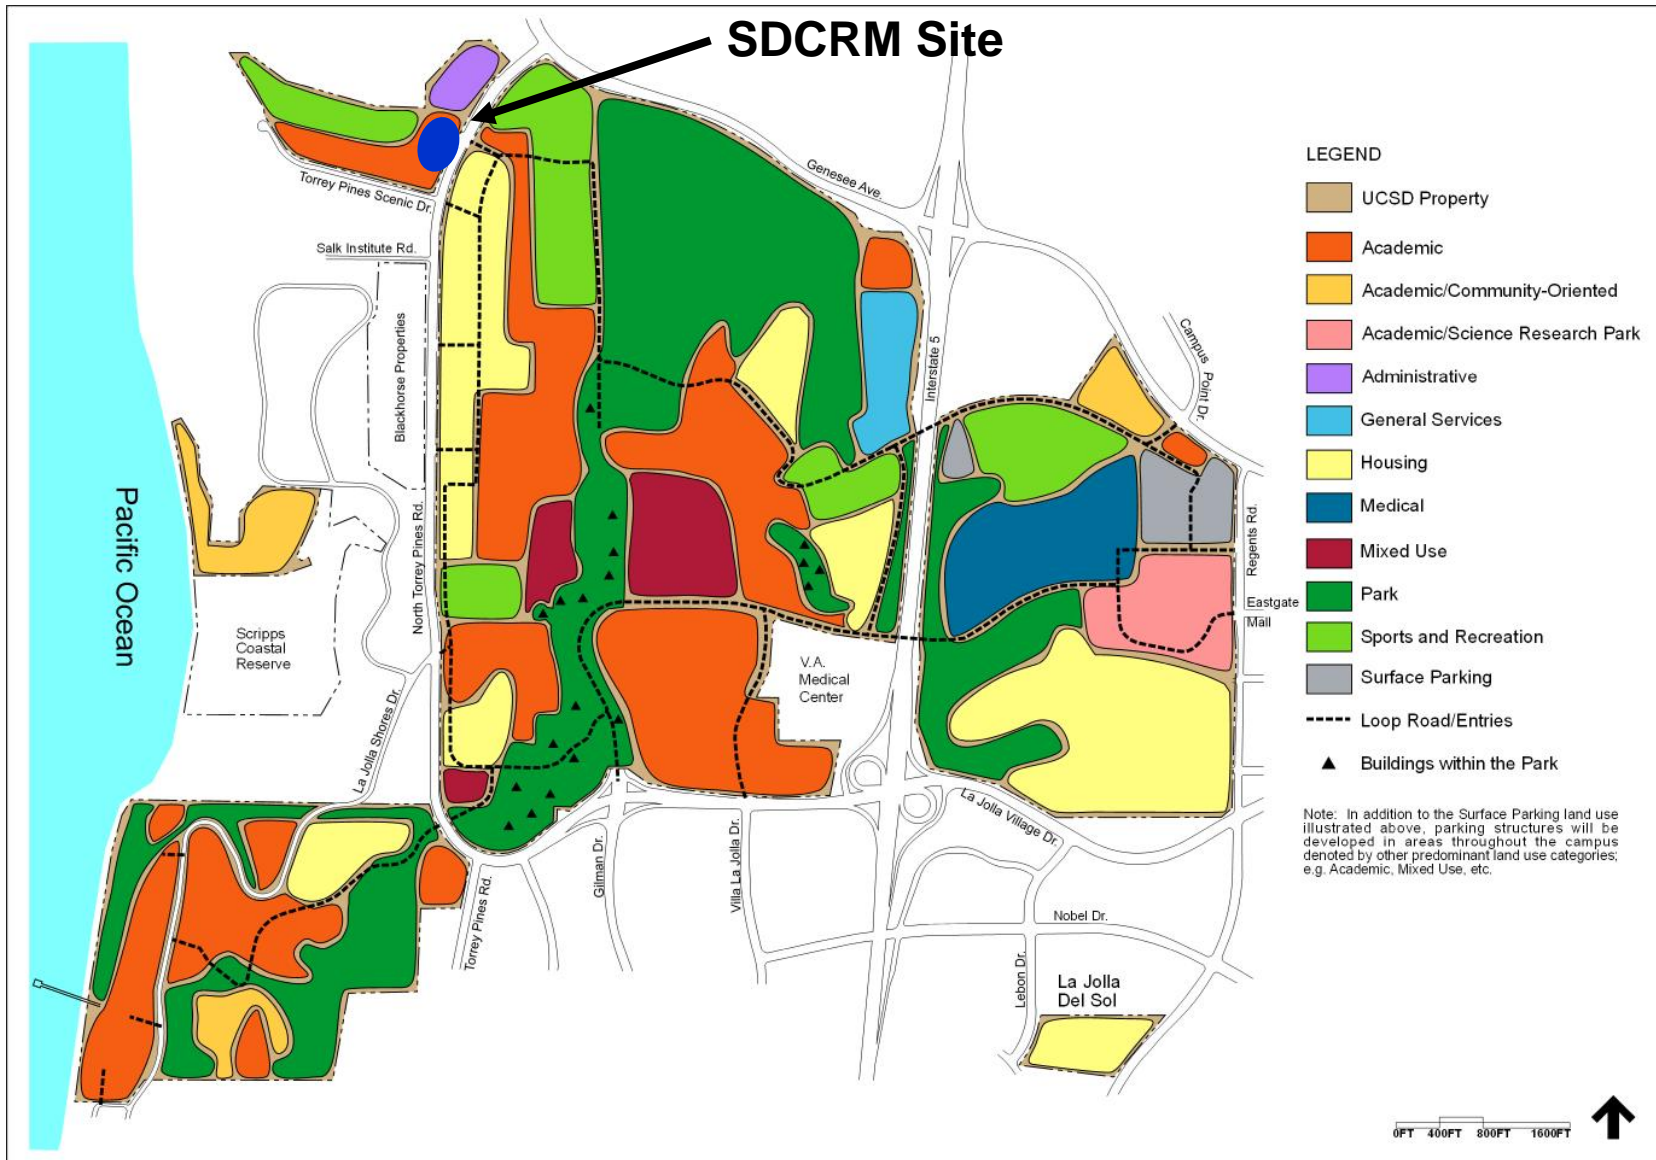 SDCRM Site
Genesee Ave.
Torrey Pines Scenic Dr.
Salk Institute Rd.
Blackhorse Properties
Interstate 5
Campus
Point Dr.
Pacific Ocean
North Torrey Pines Rd.
Regents Rd.
Eastgate
Mall
Scripps
Coastal
Reserve
V.A.
Medical
Center
La Jolla Shores Dr.
La Jolla Village Dr.
Gilman Dr.
Villa La Jolla Dr.
Torrey Pines Rd.
Nobel Dr.
Lebon Dr.
La Jolla
Del Sol
LEGEND
UCSD Property
Academic
Academic/Community-Oriented
Academic/Science Research Park
Administrative
General Services
Housing
Medical
Mixed Use
Park
Sports and Recreation
Surface Parking
Loop Road/Entries
Buildings within the Park
Note: In addition to the Surface Parking land use
illustrated above, parking structures will be
developed in areas throughout the campus
denoted by other predominant land use categories;
e.g. Academic, Mixed Use, etc.
0FT 400FT 800FT 1600FT